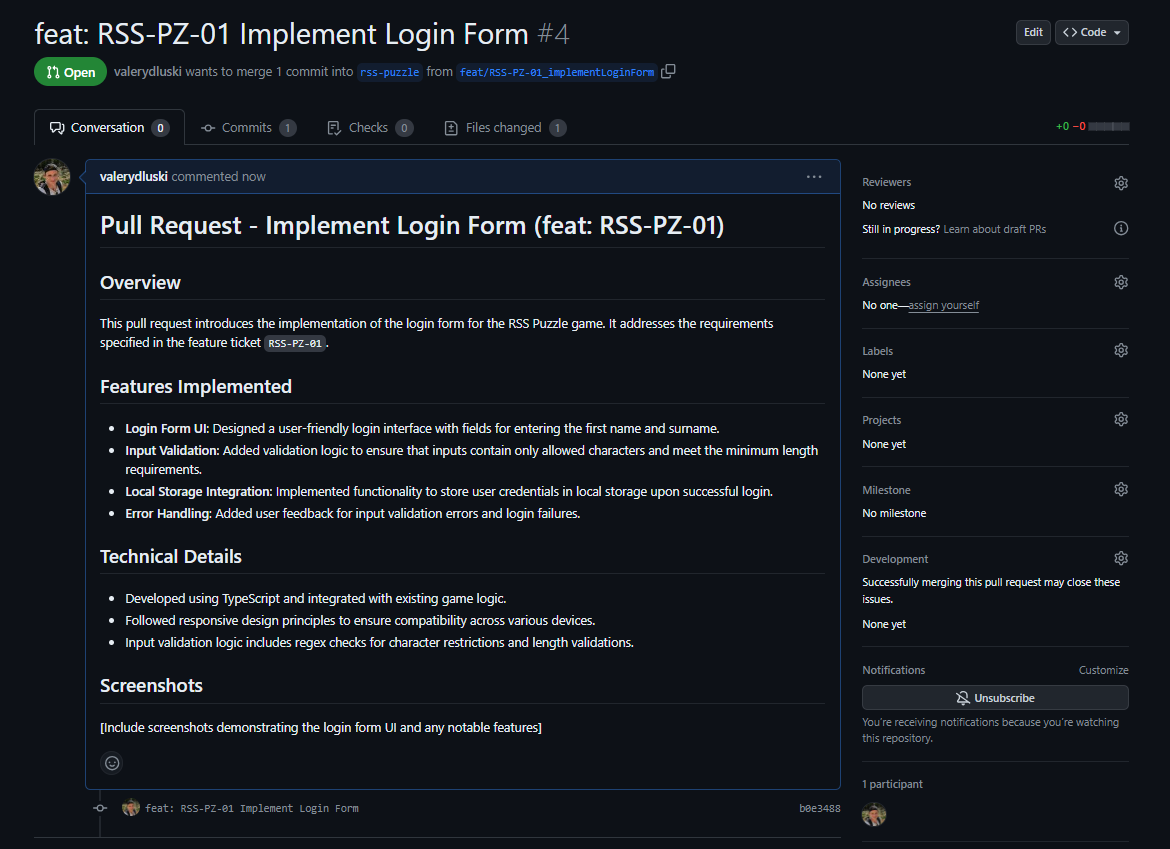 feat: RSS-PZ-01 Implement Login Form #4
Edit
<> Code
Open
valerydluski wants to merge 1 commit into rss-puzzle from feat/RSS-PZ-01_implementLoginForm
Conversation 0
Commits 1
Checks 0
Files changed 1
+0 −0
valerydluski commented now
...
Pull Request - Implement Login Form (feat: RSS-PZ-01)
Overview
This pull request introduces the implementation of the login form for the RSS Puzzle game. It addresses the requirements
specified in the feature ticket RSS-PZ-01.
Features Implemented
• Login Form UI: Designed a user-friendly login interface with fields for entering the first name and surname.
• Input Validation: Added validation logic to ensure that inputs contain only allowed characters and meet the minimum length
requirements.
• Local Storage Integration: Implemented functionality to store user credentials in local storage upon successful login.
• Error Handling: Added user feedback for input validation errors and login failures.
Technical Details
• Developed using TypeScript and integrated with existing game logic.
• Followed responsive design principles to ensure compatibility across various devices.
• Input validation logic includes regex checks for character restrictions and length validations.
Screenshots
[Include screenshots demonstrating the login form UI and any notable features]
feat: RSS-PZ-01 Implement Login Form
b0e3488
Reviewers
No reviews
Still in progress? Learn about draft PRs
Assignees
No one—assign yourself
Labels
None yet
Projects
None yet
Milestone
No milestone
Development
Successfully merging this pull request may close these
issues.
None yet
Notifications
Customize
Unsubscribe
You're receiving notifications because you're watching
this repository.
1 participant